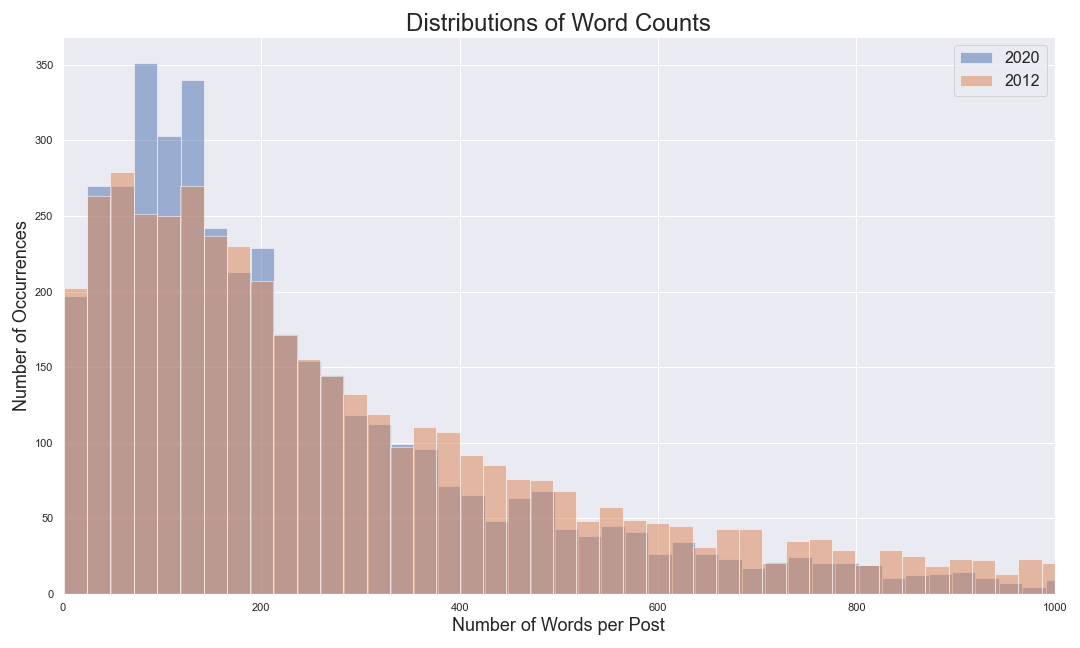 Distributions of Word Counts
2020
2012
Number of Occurrences
350
300
250
200
150
100
50
0
0 200 400 600 800 1000
Number of Words per Post